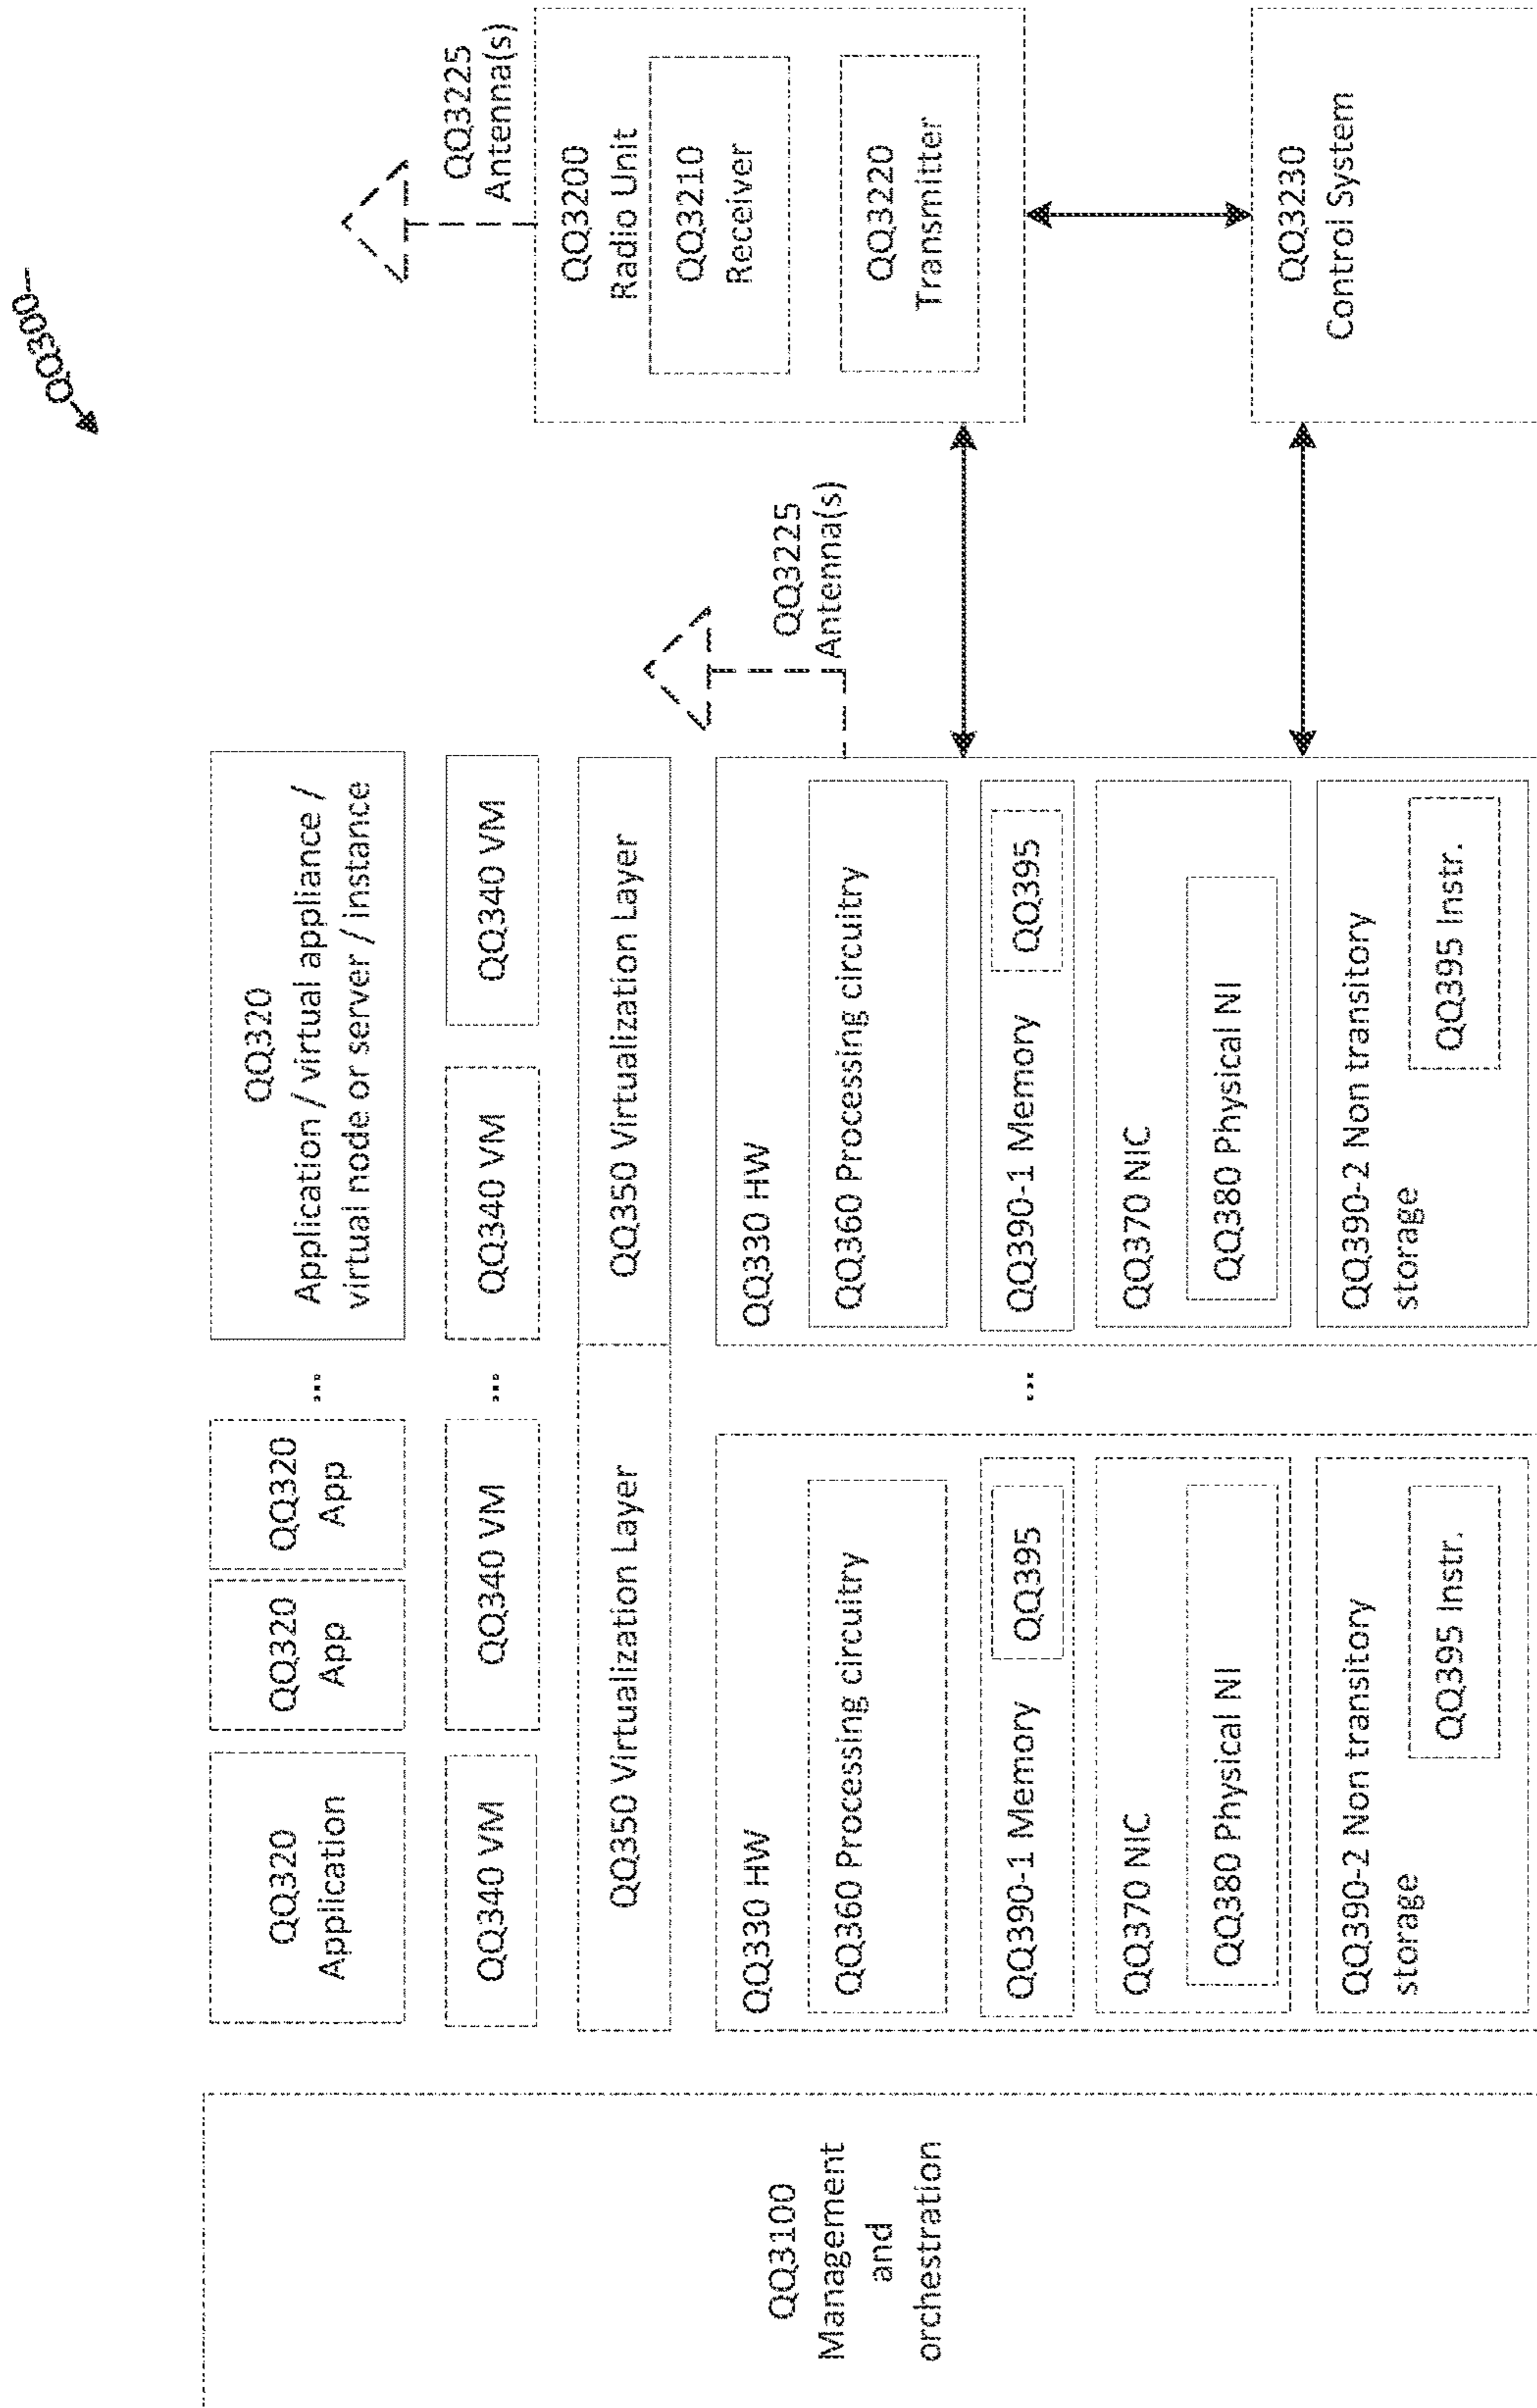 QQ300
QQ3100
Management
and
orchestration
QQ320
Application
QQ320
App
QQ320
App
...
QQ320
Application / virtual appliance /
virtual node or server / instance
QQ340 VM
QQ340 VM
...
QQ340 VM
QQ340 VM
QQ350 Virtualization Layer
QQ350 Virtualization Layer
QQ330 HW
QQ360 Processing circuitry
QQ390-1 Memory
QQ395
QQ370 NIC
QQ380 Physical NI
QQ390-2 Non transitory
storage
QQ395 Instr.
...
QQ330 HW
QQ360 Processing circuitry
QQ390-1 Memory
QQ395
QQ370 NIC
QQ380 Physical NI
QQ390-2 Non transitory
storage
QQ395 Instr.
QQ3225
Antenna(s)
QQ3225
Antenna(s)
QQ3200
Radio Unit
QQ3210
Receiver
QQ3220
Transmitter
QQ3230
Control System